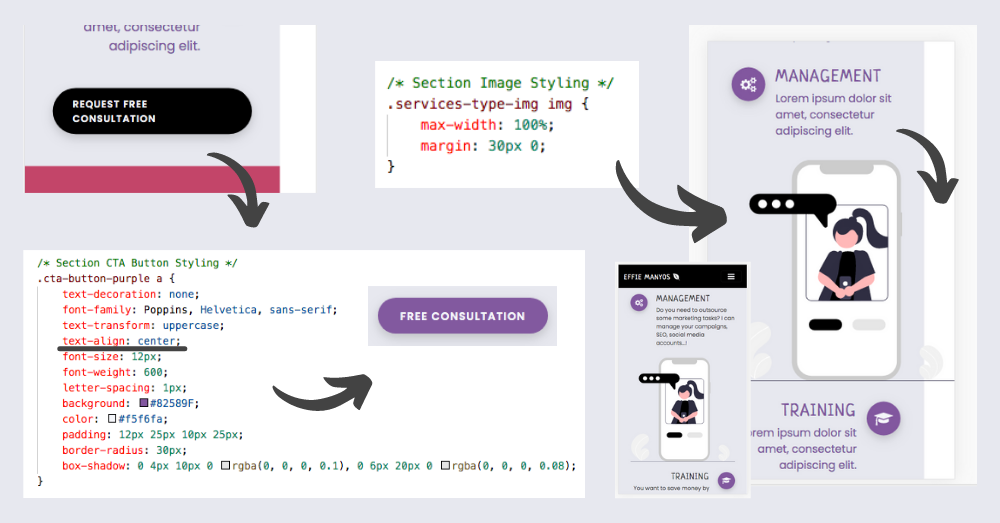 amet, consectetur
adipiscing elit.
REQUEST FREE
CONSULTATION
/* Section Image Styling */
.services-type-img img {
max-width: 100%;
margin: 30px 0;
}
MANAGEMENT
Lorem ipsum dolor sit
amet, consectetur
adipiscing elit.
/* Section CTA Button Styling */
.cta-button-purple a {
text-decoration: none;
font-family: Poppins, Helvetica, sans-serif;
text-transform: uppercase;
text-align: center;
font-size: 12px;
font-weight: 600;
letter-spacing: 1px;
background: #82589F;
color: #f5f6fa;
padding: 12px 25px 10px 25px;
border-radius: 30px;
box-shadow: 0 4px 10px 0 rgba(0, 0, 0, 0.1), 0 6px 20px 0 rgba(0, 0, 0, 0.08);
}
FREE CONSULTATION
EFFIE MANYOS
MANAGEMENT
Do you need to outsource
some marketing tasks? I can
manage your campaigns,
SEO, social media
accounts...!
TRAINING
You want to save money by
TRAINING
orem ipsum dolor sit
amet, consectetur
adipiscing elit.